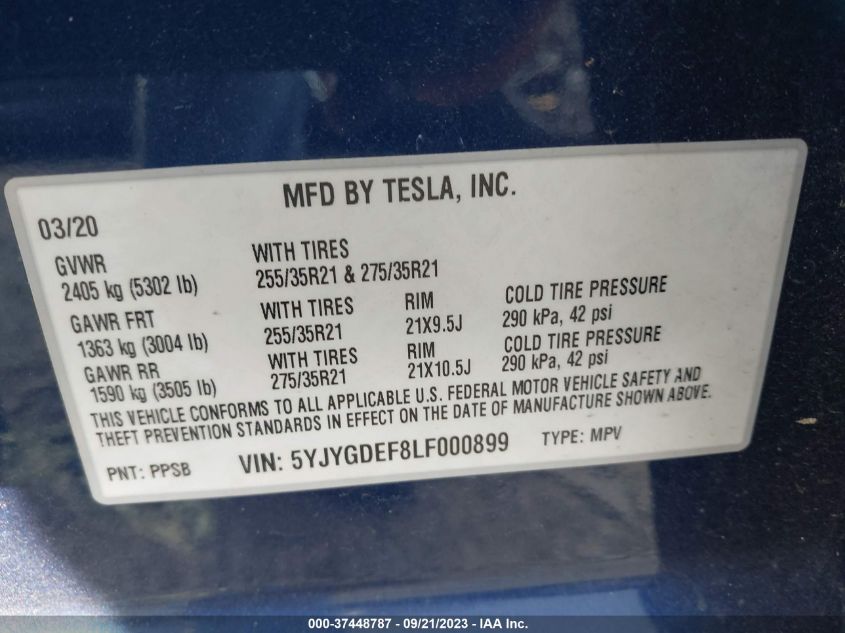 MFD BY TESLA, INC.
03/20
GVWR WITH TIRES
2405 kg (5302 lb) 255/35R21 & 275/35R21
GAWR FRT WITH TIRES RIM COLD TIRE PRESSURE
1363 kg (3004 lb) 255/35R21 21X9.5J 290 kPa, 42 psi
GAWR RR WITH TIRES RIM COLD TIRE PRESSURE
1590 kg (3505 lb) 275/35R21 21X10.5J 290 kPa, 42 psi
THIS VEHICLE CONFORMS TO ALL APPLICABLE U.S. FEDERAL MOTOR VEHICLE SAFETY AND
THEFT PREVENTION STANDARDS IN EFFECT ON THE DATE OF MANUFACTURE SHOWN ABOVE.
PNT: PPSB VIN: 5YJYGDEF8LF000899 TYPE: MPV
000-37448787 - 09/21/2023 - IAA Inc.